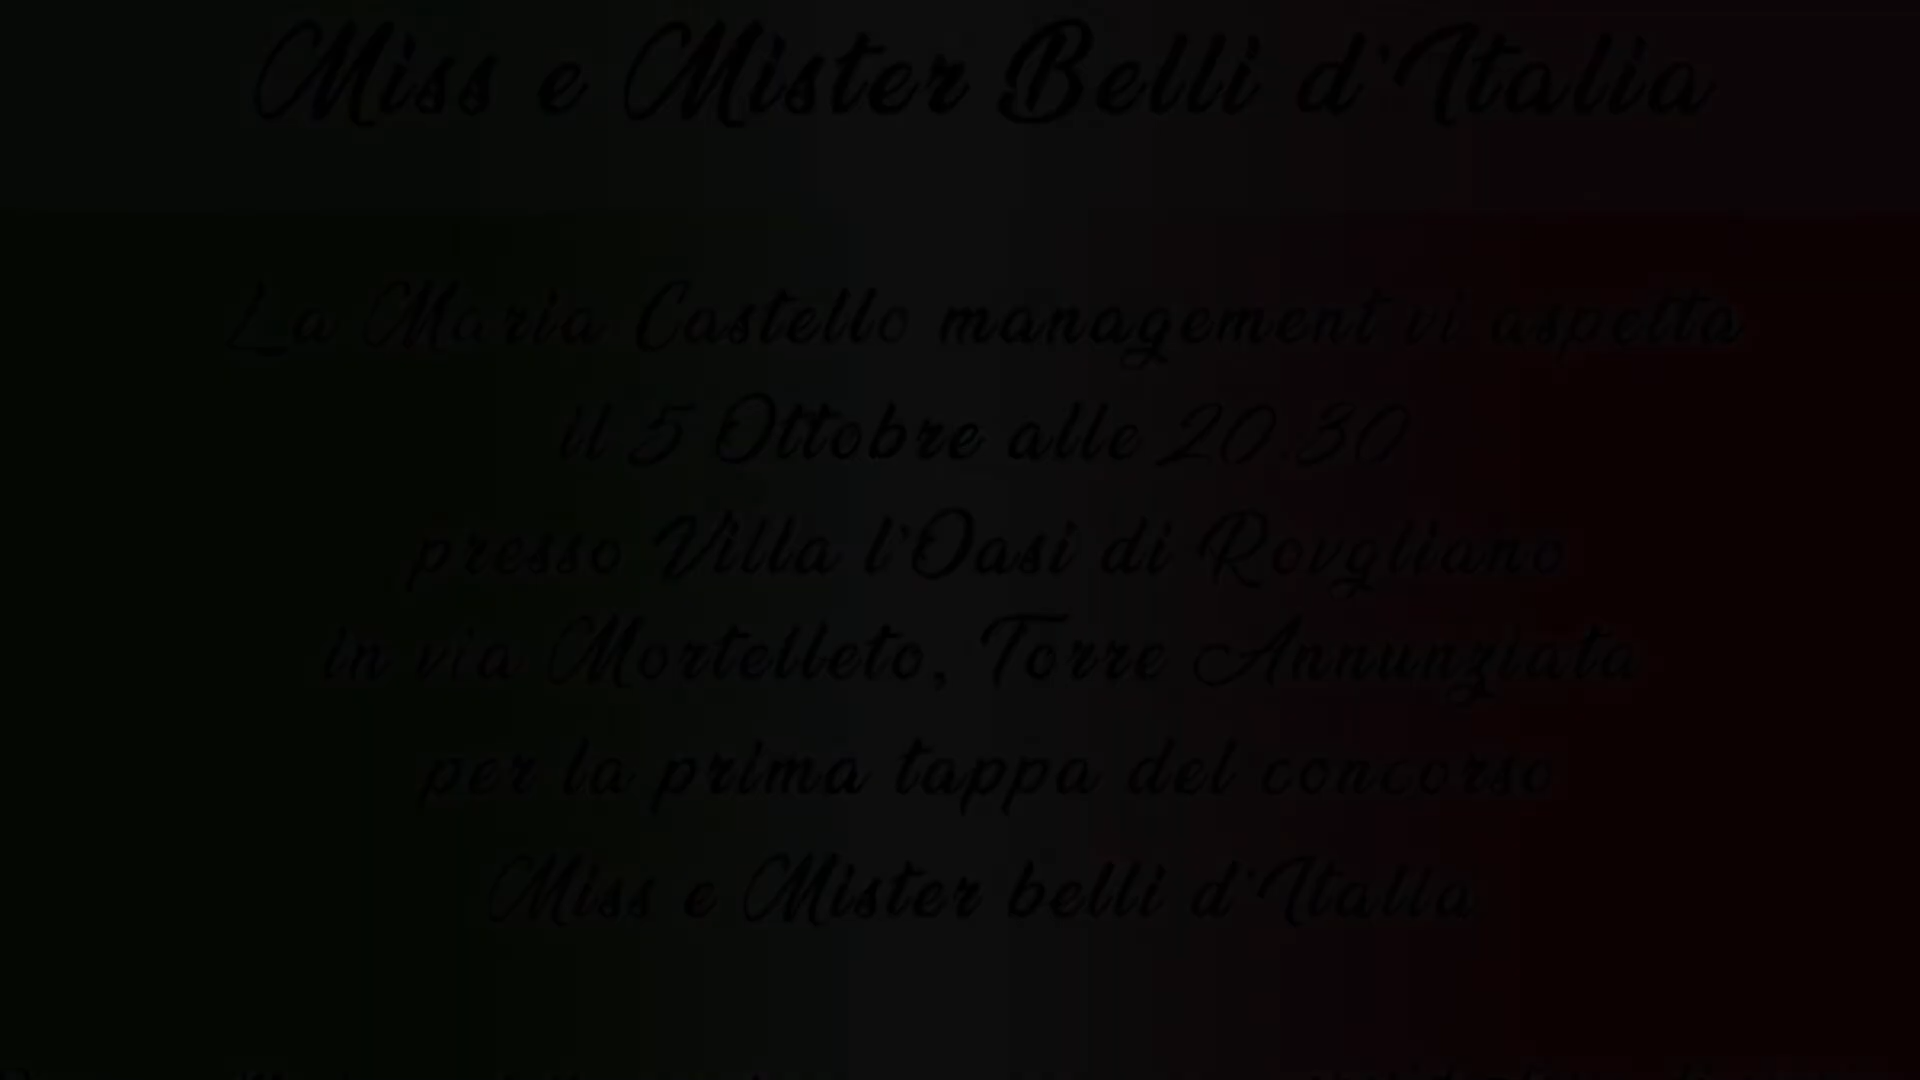 Miss e Mister Belli d'Italia
La Maria Castello management vi aspetta
il 5 Ottobre alle 20.30
presso Villa l'Oasi di Rovgliano
in via Mortelleto, Torre Annunziata
per la prima tappa del concorso
Miss e Mister belli d'Italia